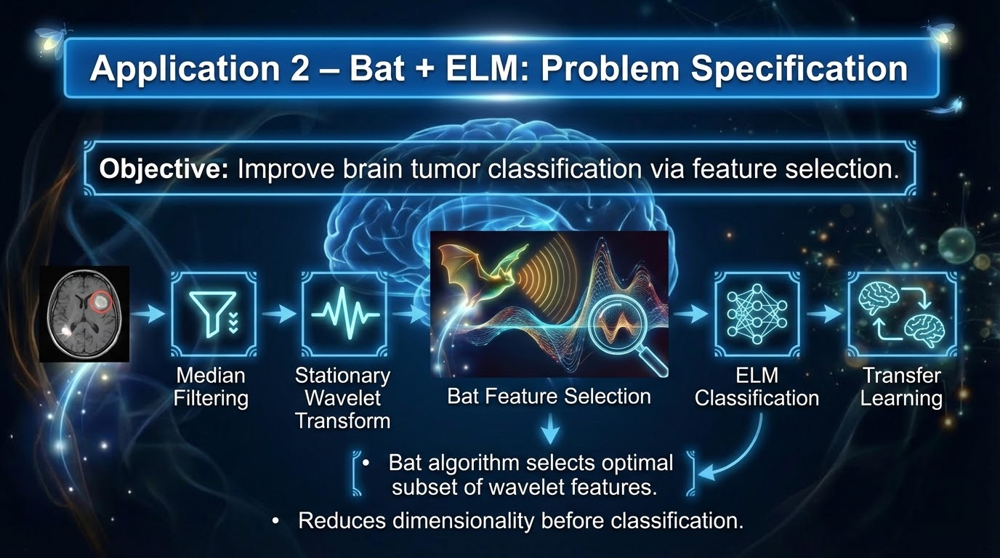 Application 2 – Bat + ELM: Problem Specification
Objective: Improve brain tumor classification via feature selection.
Median
Filtering
Stationary
Wavelet
Transform
Bat Feature Selection
ELM
Classification
Transfer
Learning
• Bat algorithm selects optimal
subset of wavelet features.
• Reduces dimensionality before classification.